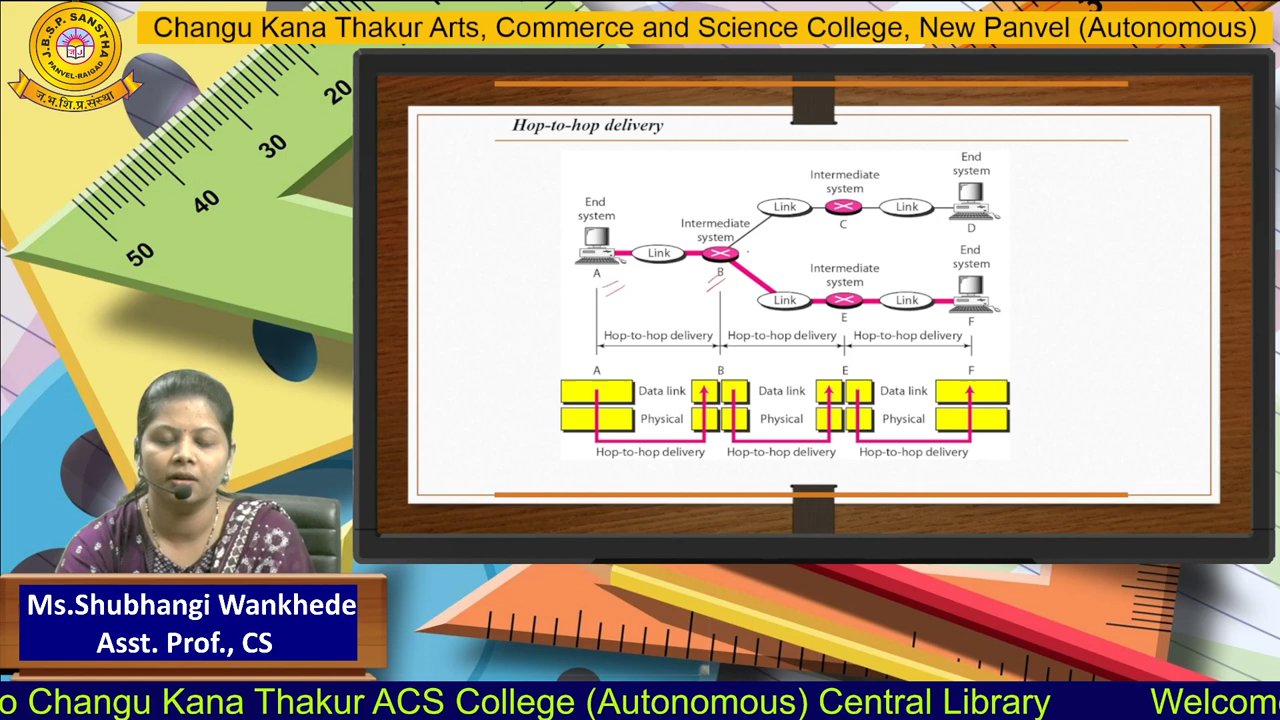 Changu Kana Thakur Arts, Commerce and Science College, New Panvel (Autonomous)
J.B.S.P. SANSTHA
PANVEL-RAIGAD
ज.भ.शि.प्र.संस्था
20
30
40
50
3
Hop-to-hop delivery
End
system
Intermediate
system
End
system
Link
Link
C
D
Intermediate
system
Link
A
B
Intermediate
system
End
system
Link
Link
E
F
Hop-to-hop delivery
Hop-to-hop delivery
Hop-to-hop delivery
A
B
E
F
Data link
Data link
Data link
Physical
Physical
Physical
Hop-to-hop delivery
Hop-to-hop delivery
Hop-to-hop delivery
Ms.Shubhangi Wankhede
Asst. Prof., CS
o Changu Kana Thakur ACS College (Autonomous) Central Library Welcom